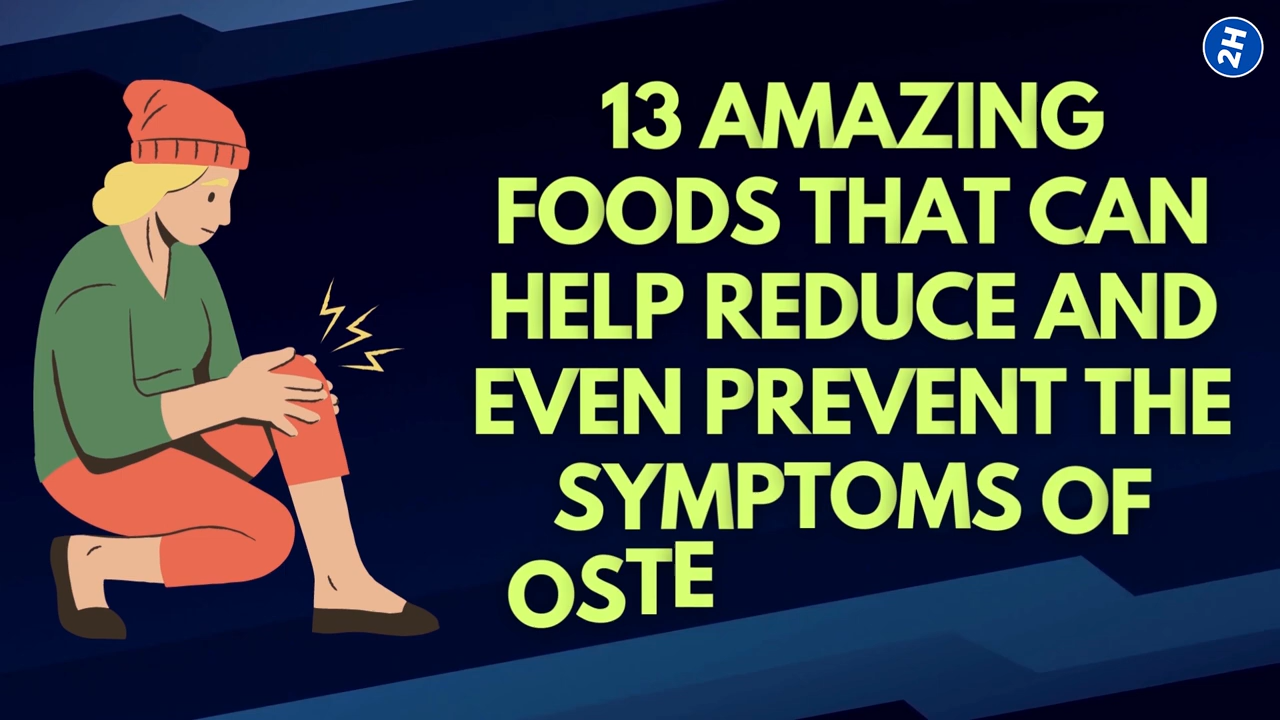 2H
13 AMAZING
FOODS THAT CAN
HELP REDUCE AND
EVEN PREVENT THE
SYMPTOMS OF
OSTE